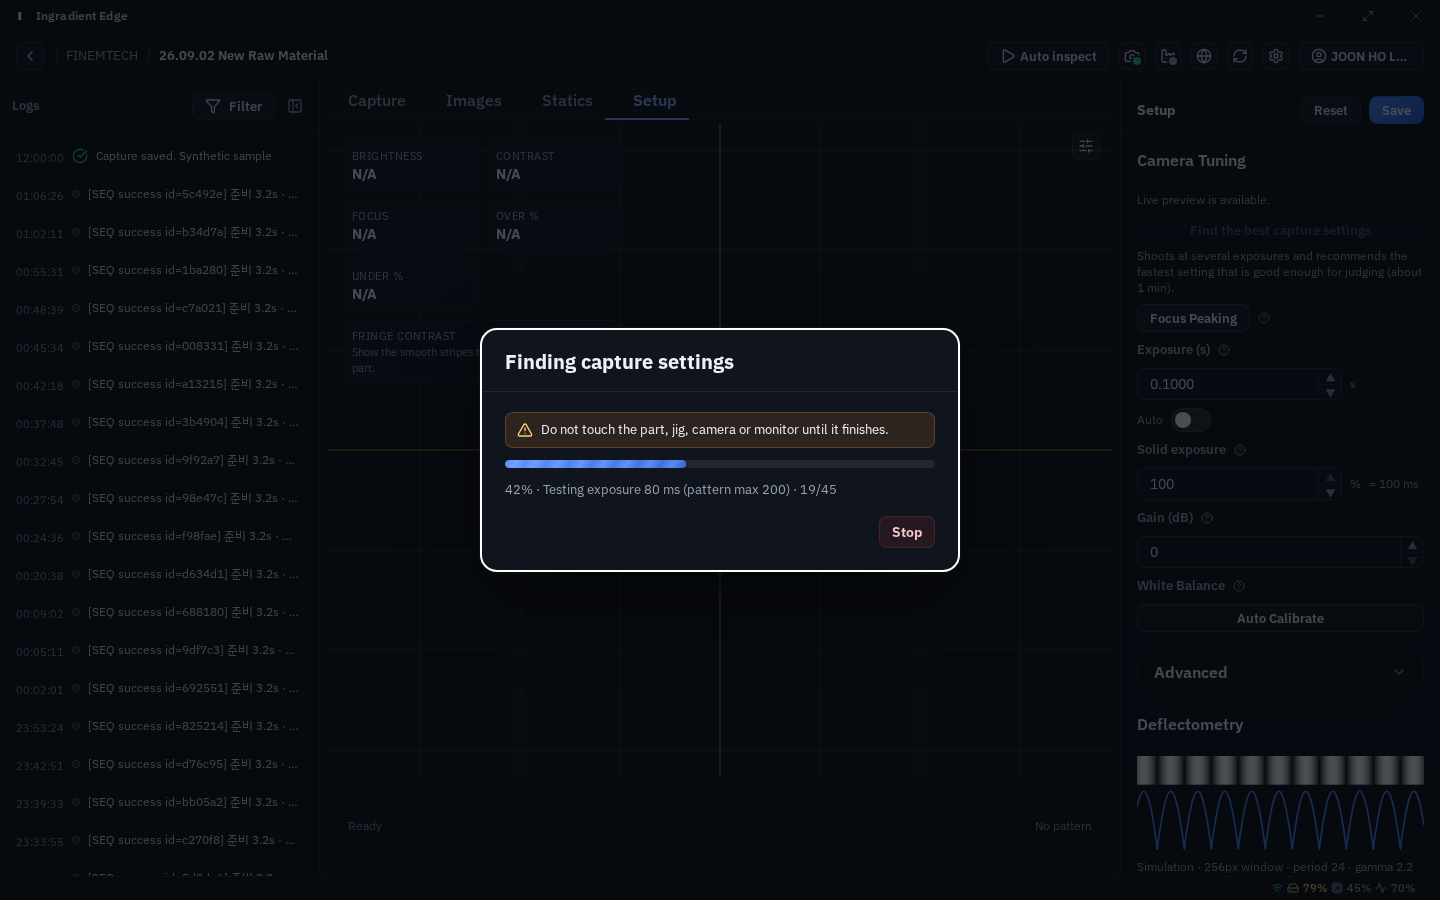 Ingradient Edge
FINEMTECH / 26.09.02 New Raw Material
Auto inspect
JOON HO L...
Logs
Filter
12:00:00 Capture saved. Synthetic sample
01:06:26 [SEQ success id=5c492e] 준비 3.2s · ...
01:02:11 [SEQ success id=b34d7a] 준비 3.2s · ...
00:55:31 [SEQ success id=1ba280] 준비 3.2s · ...
00:48:39 [SEQ success id=c7a021] 준비 3.2s · ...
00:45:34 [SEQ success id=008331] 준비 3.2s · ...
00:42:18 [SEQ success id=a13215] 준비 3.2s · ...
00:37:48 [SEQ success id=3b4904] 준비 3.2s · ...
00:32:45 [SEQ success id=9f92a7] 준비 3.2s · ...
00:27:54 [SEQ success id=98e47c] 준비 3.2s · ...
00:24:36 [SEQ success id=f98fae] 준비 3.2s · ...
00:20:38 [SEQ success id=d634d1] 준비 3.2s · ...
00:09:02 [SEQ success id=688180] 준비 3.2s · ...
00:05:11 [SEQ success id=9df7c3] 준비 3.2s · ...
00:02:01 [SEQ success id=692551] 준비 3.2s · ...
23:53:24 [SEQ success id=825214] 준비 3.2s · ...
23:42:51 [SEQ success id=d76c95] 준비 3.2s · ...
23:39:33 [SEQ success id=bb05a2] 준비 3.2s · ...
23:33:55 [SEQ success id=c270f8] 준비 3.2s · ...
Capture Images Statics Setup
BRIGHTNESS
N/A
CONTRAST
N/A
FOCUS
N/A
OVER %
N/A
UNDER %
N/A
FRINGE CONTRAST
Show the smooth stripes
part.
Finding capture settings
Do not touch the part, jig, camera or monitor until it finishes.
42% · Testing exposure 80 ms (pattern max 200) · 19/45
Stop
Ready
No pattern
Setup
Reset
Save
Camera Tuning
Live preview is available.
Find the best capture settings
Shoots at several exposures and recommends the
fastest setting that is good enough for judging (about
1 min).
Focus Peaking
Exposure (s)
0.1000 s
Auto
Solid exposure
100 % = 100 ms
Gain (dB)
0
White Balance
Auto Calibrate
Advanced
Deflectometry
Simulation · 256px window · period 24 · gamma 2.2
79% 45% 70%